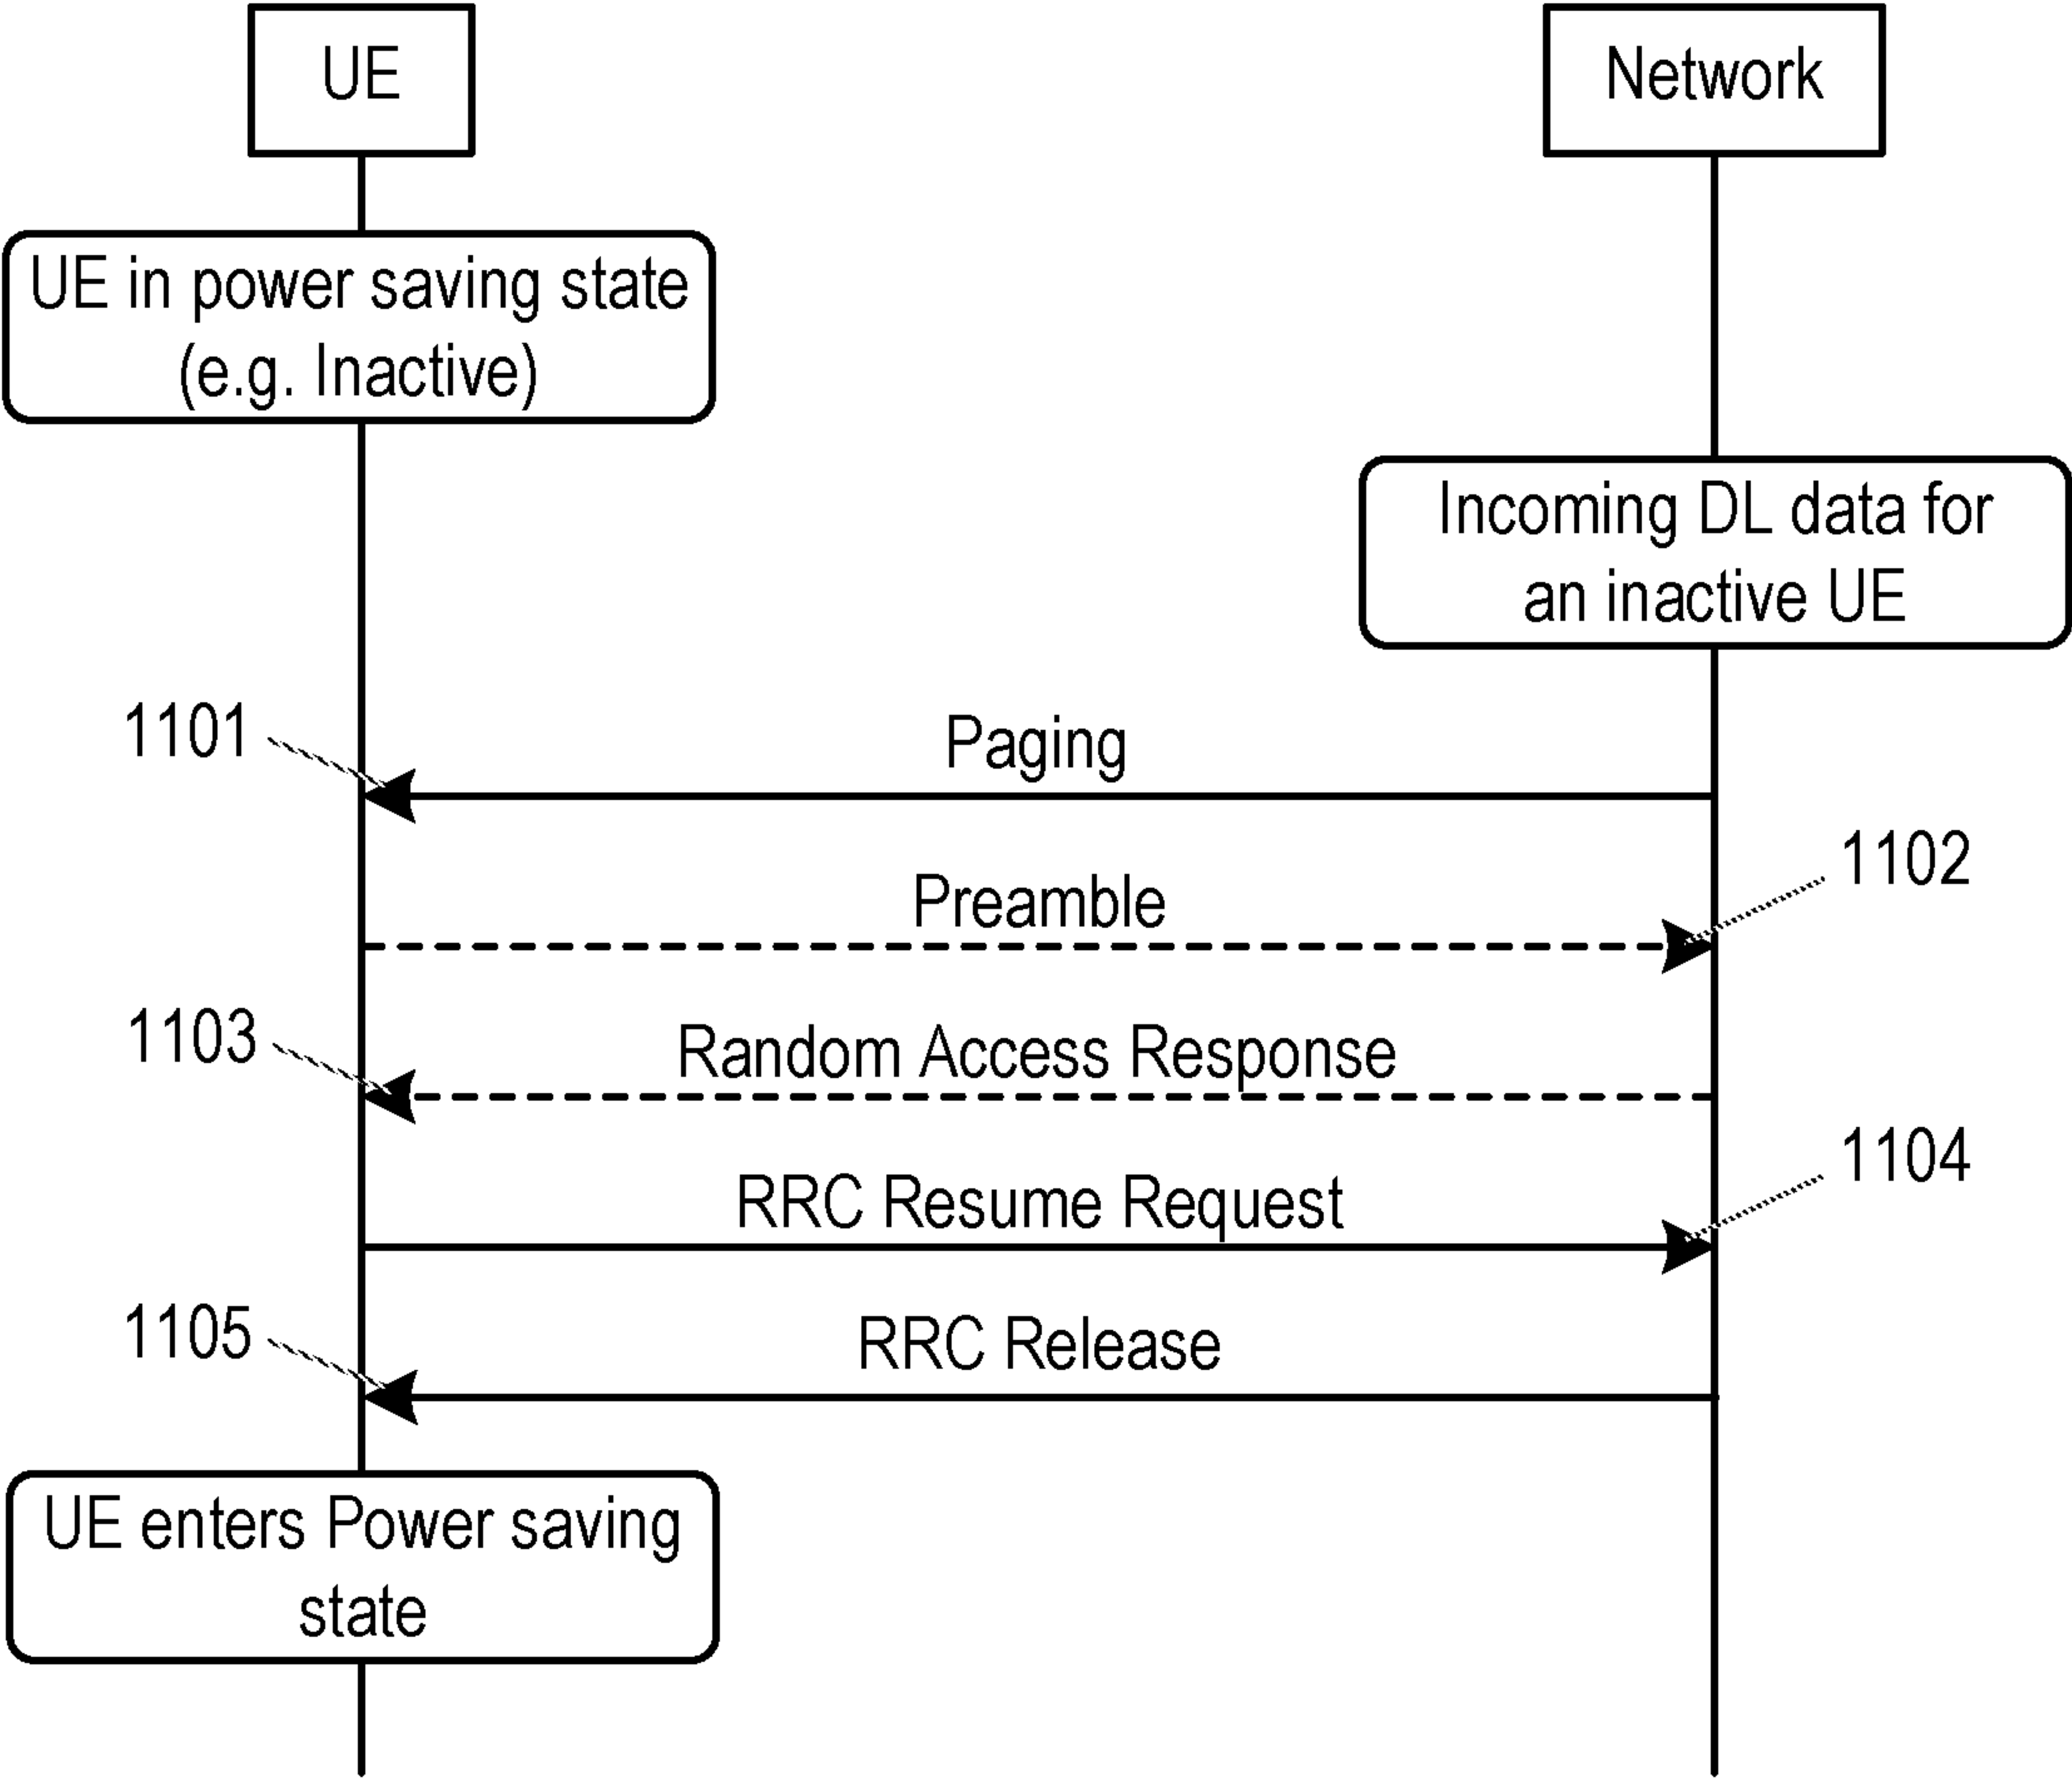 UE
Network
UE in power saving state
(e.g. Inactive)
Incoming DL data for
an inactive UE
1101
Paging
1102
Preamble
1103
Random Access Response
1104
RRC Resume Request
1105
RRC Release
UE enters Power saving
state